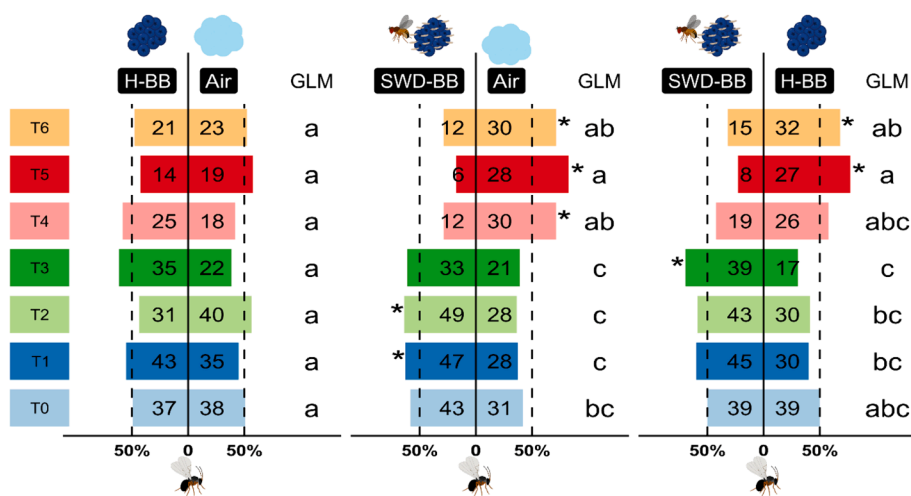 H-BB Air GLM SWD-BB Air GLM SWD-BB H-BB GLM
T6 21 23 a 12 30 * ab 15 32 * ab
T5 14 19 a 6 28 * a 8 27 * a
T4 25 18 a 12 30 * ab 19 26 abc
T3 35 22 a 33 21 c * 39 17 c
T2 31 40 a * 49 28 c 43 30 bc
T1 43 35 a * 47 28 c 45 30 bc
T0 37 38 a 43 31 bc 39 39 abc
50% 0 50% 50% 0 50% 50% 0 50%